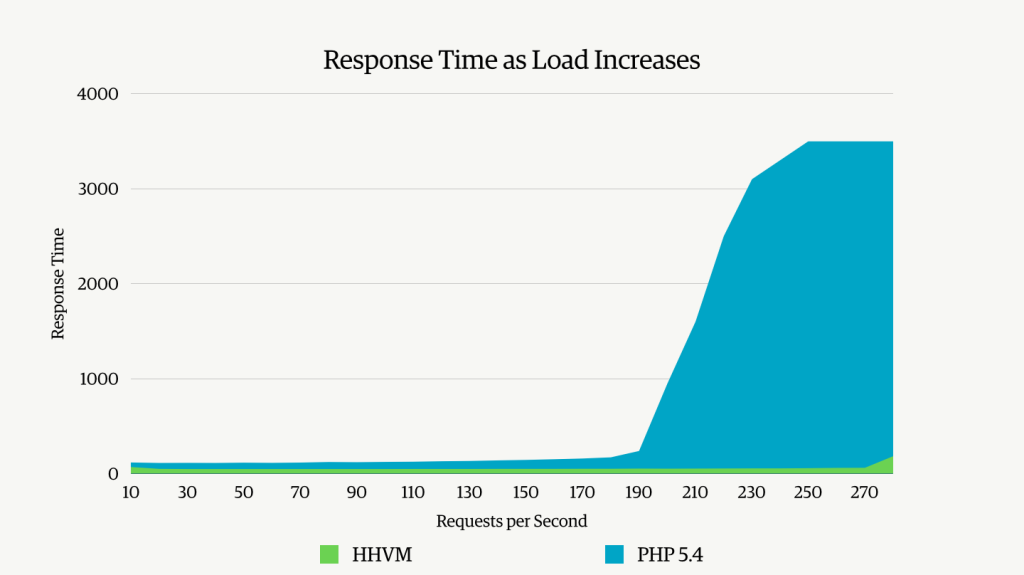 Response Time as Load Increases
4000
3000
2000
1000
0
Response Time
10 30 50 70 90 110 130 150 170 190 210 230 250 270
Requests per Second
HHVM PHP 5.4